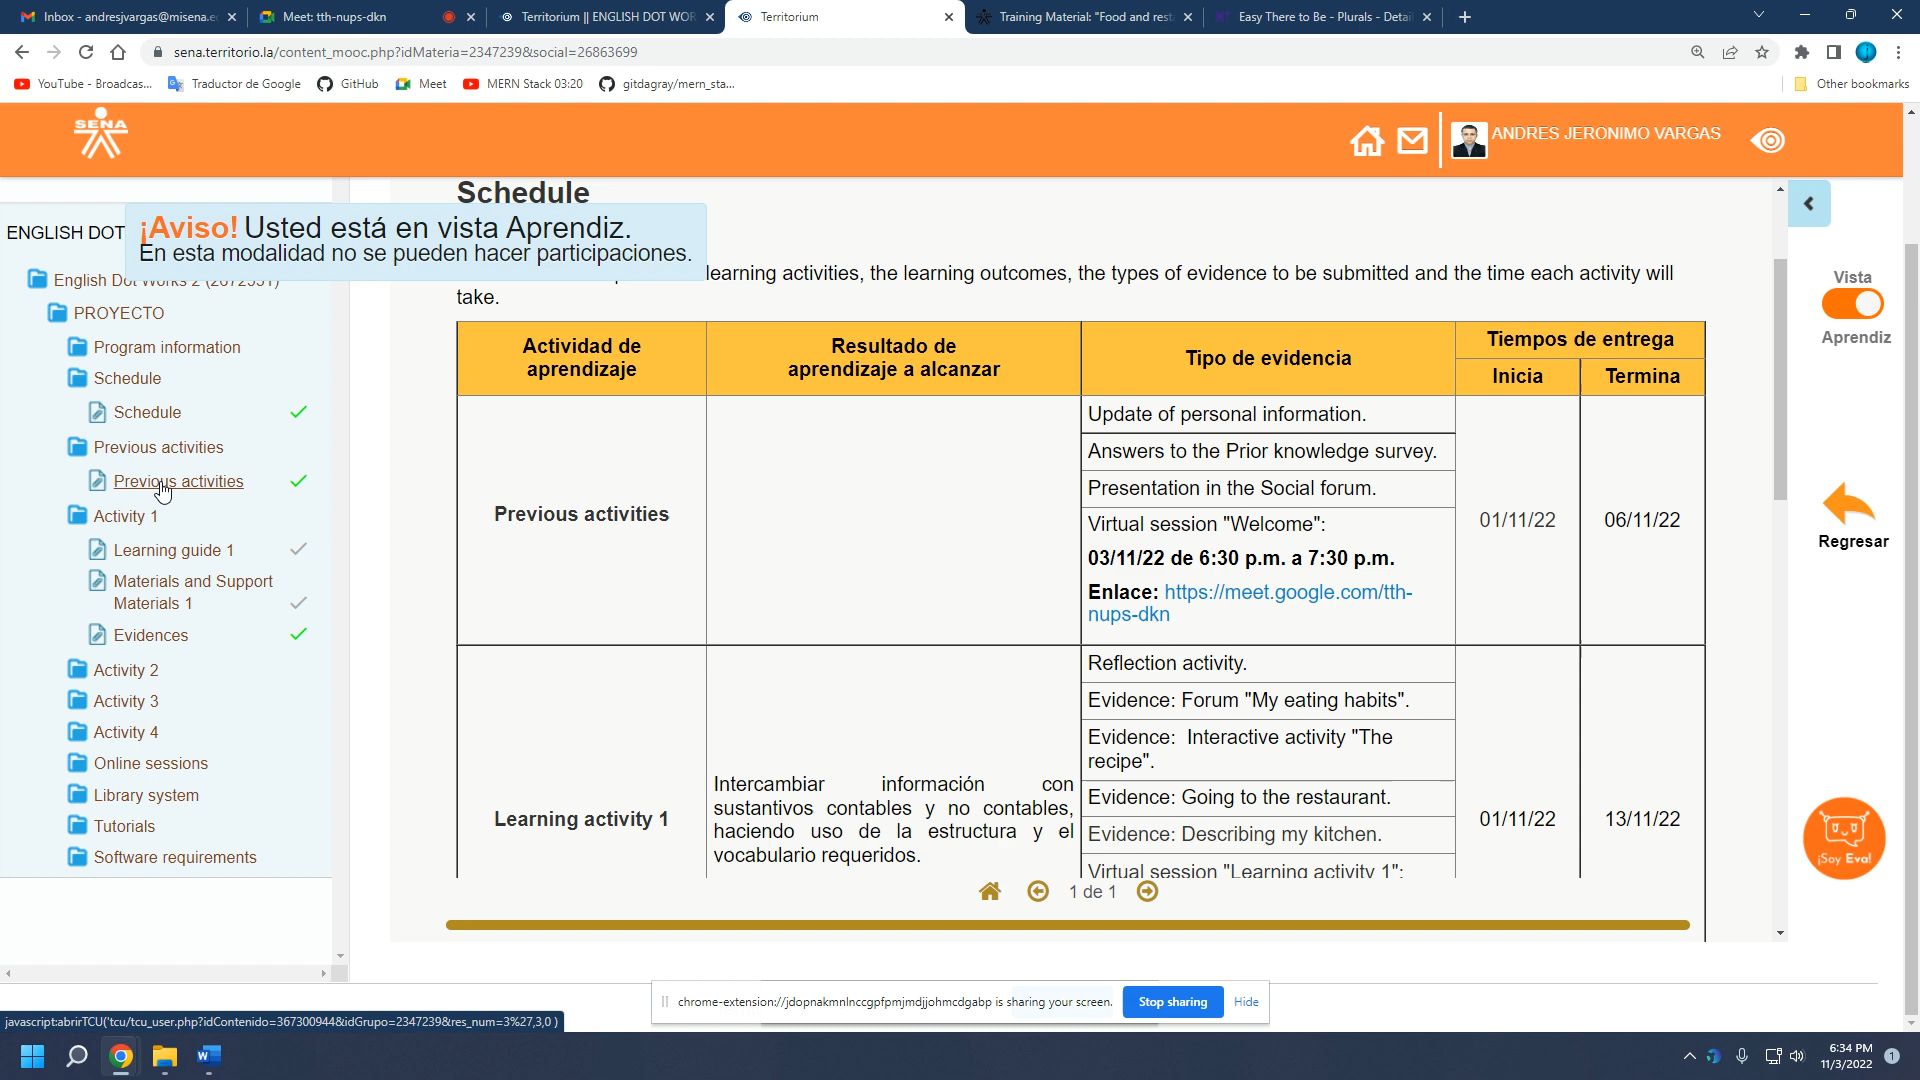 Inbox - andresjvargas@misena.e
Meet: tth-nups-dkn
Territorium || ENGLISH DOT WOR
Territorium
Training Material: "Food and rest
Easy There to Be - Plurals - Detail
sena.territorio.la/content_mooc.php?idMateria=2347239&social=26863699
YouTube - Broadcas...
Traductor de Google
GitHub
Meet
MERN Stack 03:20
gitdagray/mern_sta...
Other bookmarks
SENA
ANDRES JERONIMO VARGAS
ENGLISH DOT
¡Aviso! Usted está en vista Aprendiz.
En esta modalidad no se pueden hacer participaciones.
English Dot Works 2
PROYECTO
Program information
Schedule
Schedule
Previous activities
Previous activities
Activity 1
Learning guide 1
Materials and Support
Materials 1
Evidences
Activity 2
Activity 3
Activity 4
Online sessions
Library system
Tutorials
Software requirements
Schedule
learning activities, the learning outcomes, the types of evidence to be submitted and the time each activity will
take.
Actividad de
aprendizaje
Resultado de
aprendizaje a alcanzar
Tipo de evidencia
Tiempos de entrega
Inicia
Termina
Previous activities
Update of personal information.
Answers to the Prior knowledge survey.
Presentation in the Social forum.
Virtual session "Welcome":
03/11/22 de 6:30 p.m. a 7:30 p.m.
Enlace: https://meet.google.com/tth-
nups-dkn
01/11/22
06/11/22
Learning activity 1
Intercambiar información con
sustantivos contables y no contables,
haciendo uso de la estructura y el
vocabulario requeridos.
Reflection activity.
Evidence: Forum "My eating habits".
Evidence: Interactive activity "The
recipe".
Evidence: Going to the restaurant.
Evidence: Describing my kitchen.
Virtual session "Learning activity 1":
01/11/22
13/11/22
1 de 1
Vista
Aprendiz
Regresar
¡Soy Eva!
chrome-extension://jdopnakmnlnccgpfpmjmdjjohmcdgabp is sharing your screen.
Stop sharing
Hide
javascript:abrirTCU('tcu/tcu_user.php?idContenido=367300944&idGrupo=2347239&res_num=3%27,3,0 )
6:34 PM
11/3/2022
1